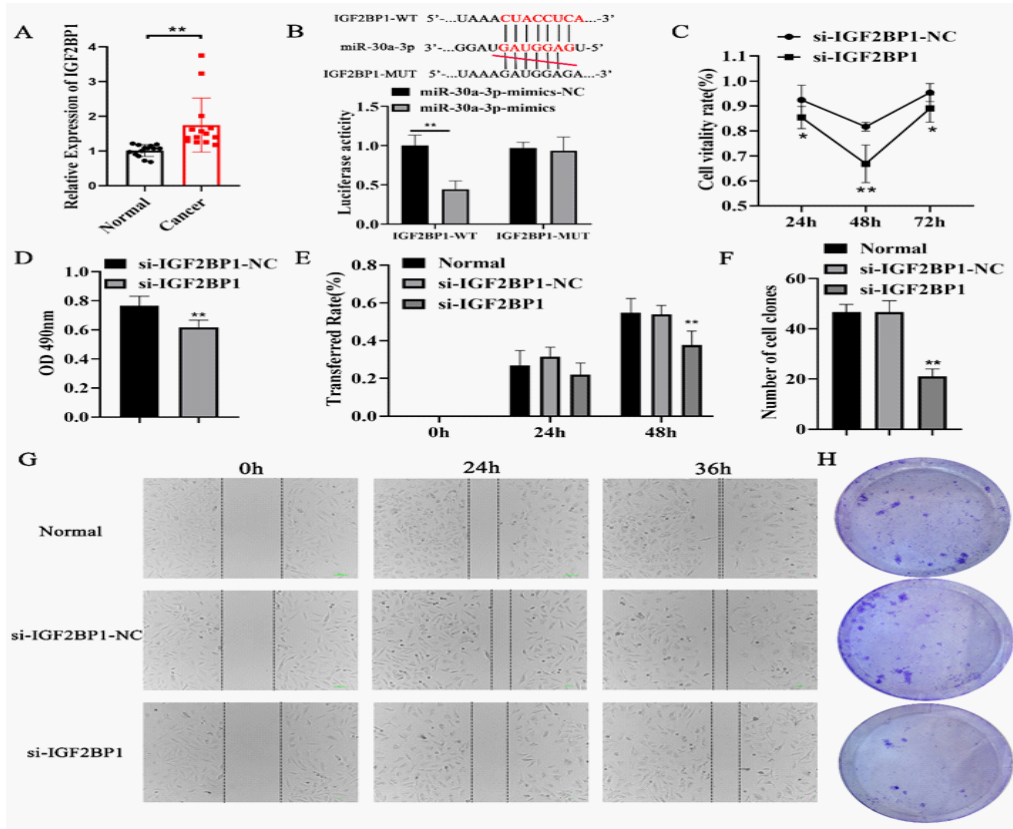 A
**
Relative Expression of IGF2BP1
4
3
2
1
0
Normal
Cancer
B
IGF2BP1-WT 5'-...UAAACUACCUCA...-3'
miR-30a-3p 3'-...GGAUGAUGGAGU-5'
IGF2BP1-MUT 5'-...UAAAGAUGGAGA...-3'
miR-30a-3p-mimics-NC
miR-30a-3p-mimics
Luciferase acticity
1.5
1.0
0.5
0.0
**
IGF2BP1-WT
IGF2BP1-MUT
C
si-IGF2BP1-NC
si-IGF2BP1
Cell vitality rate(%)
1.1
1.0
0.9
0.8
0.7
0.6
0.5
*
**
*
24h
48h
72h
D
si-IGF2BP1-NC
si-IGF2BP1
OD 490nm
1.0
0.8
0.6
0.4
0.2
0.0
**
E
Normal
si-IGF2BP1-NC
si-IGF2BP1
Transferred Rate(%)
0.8
0.6
0.4
0.2
0.0
**
0h
24h
48h
F
Normal
si-IGF2BP1-NC
si-IGF2BP1
Number of cell clones
60
40
20
0
**
G
0h
24h
36h
Normal
si-IGF2BP1-NC
si-IGF2BP1
H